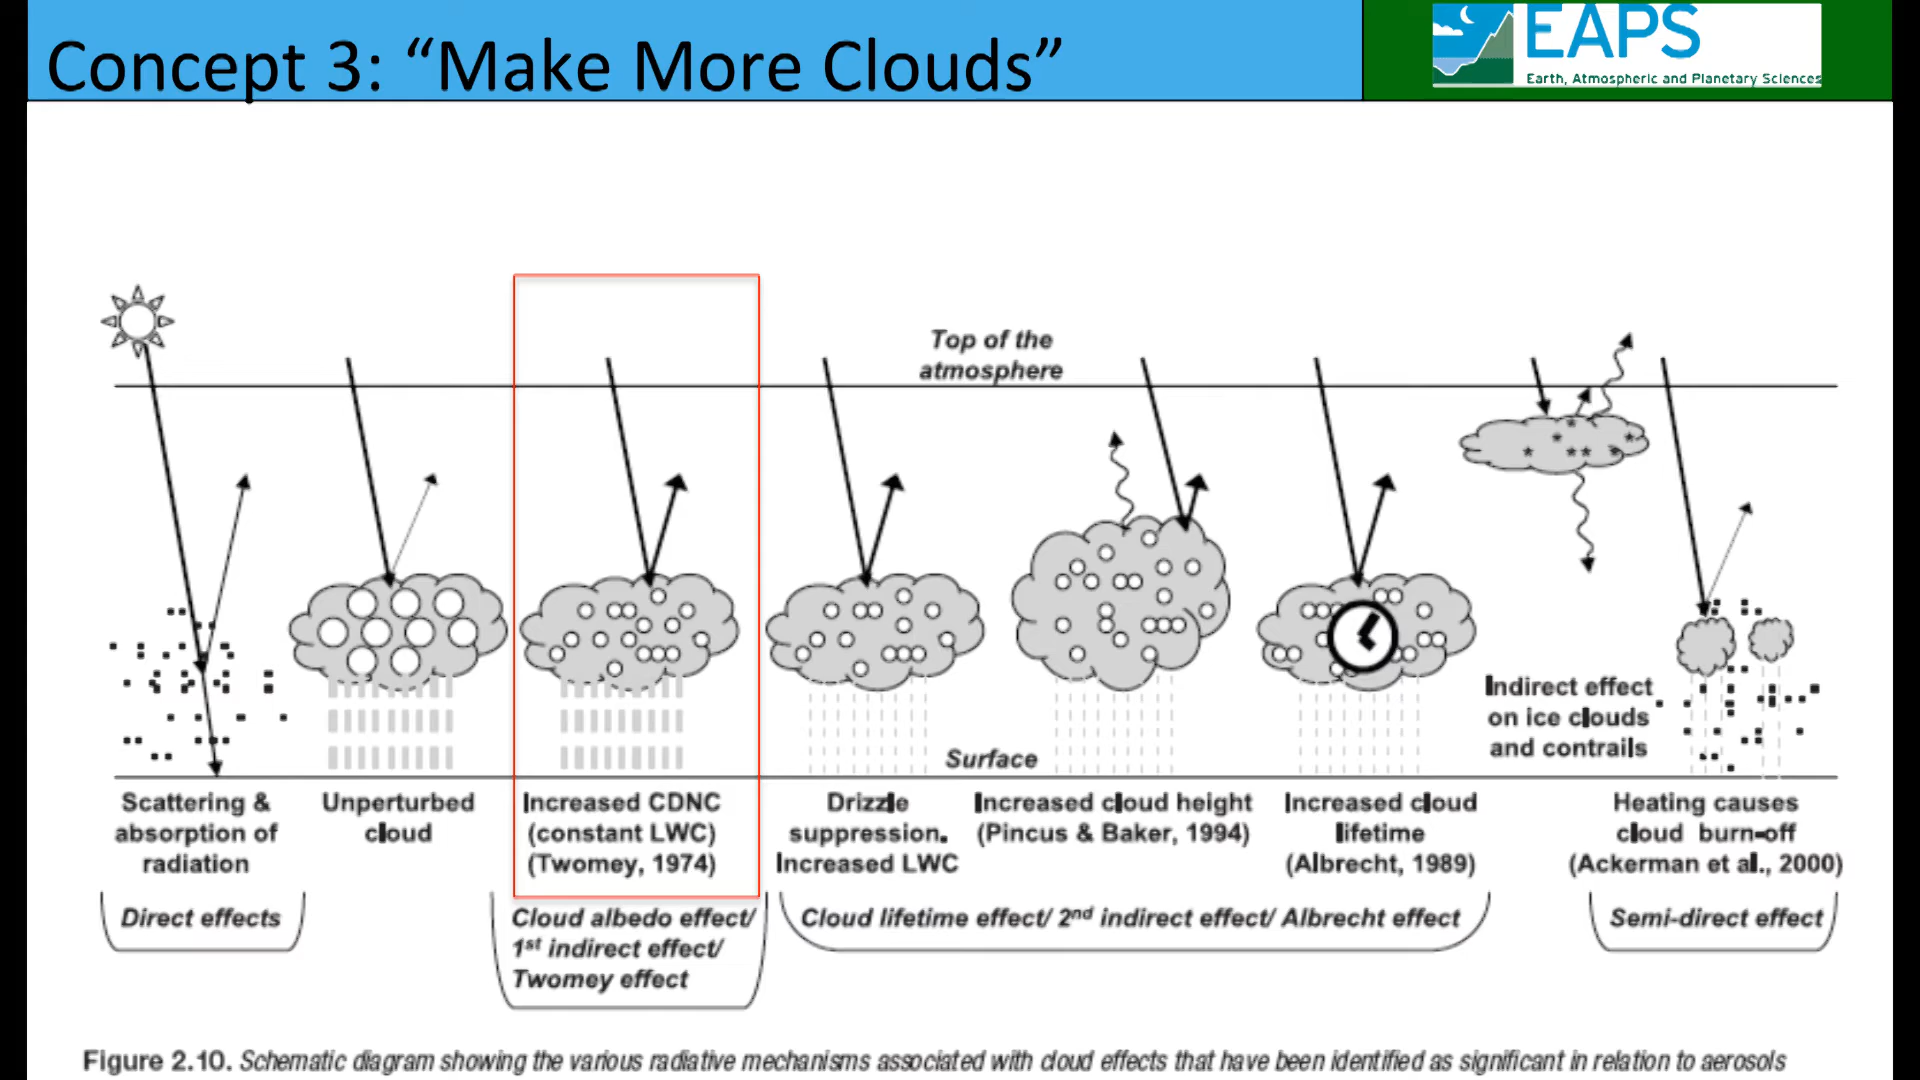 Concept 3: “Make More Clouds”
EAPS
Earth, Atmospheric and Planetary Sciences
Top of the
atmosphere
Indirect effect
on ice clouds
and contrails
Surface
Scattering &
absorption of
radiation
Unperturbed
cloud
Increased CDNC
(constant LWC)
(Twomey, 1974)
Drizzle
suppression.
Increased LWC
Increased cloud height
(Pincus & Baker, 1994)
Increased cloud
lifetime
(Albrecht, 1989)
Heating causes
cloud burn-off
(Ackerman et al., 2000)
Direct effects
Cloud albedo effect/
1st indirect effect/
Twomey effect
Cloud lifetime effect/ 2nd indirect effect/ Albrecht effect
Semi-direct effect
Figure 2.10. Schematic diagram showing the various radiative mechanisms associated with cloud effects that have been identified as significant in relation to aerosols